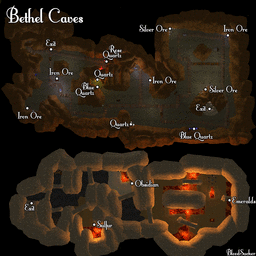 Bethel Caves
Silver Ore
Iron Ore
Exit
Rose
Quartz
Iron Ore
Quartz
Iron Ore
Blue
Quartz
Silver Ore
Iron Ore
Exit
Quartz
Blue Quartz
Obsidian
Exit
Emeralds
Sulfur
BloodSucker